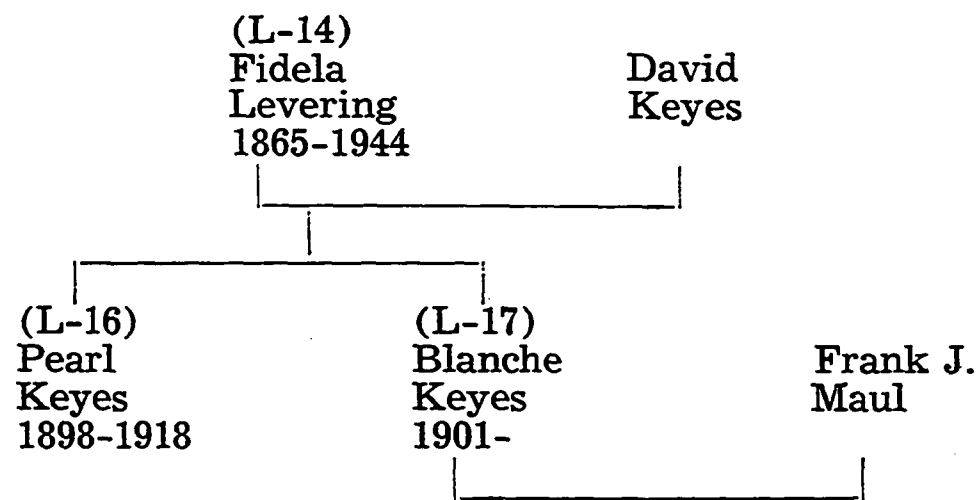 (L-14)
Fidela
Levering
1865-1944
David
Keyes
(L-16)
Pearl
Keyes
1898-1918
(L-17)
Blanche
Keyes
1901-
Frank J.
Maul